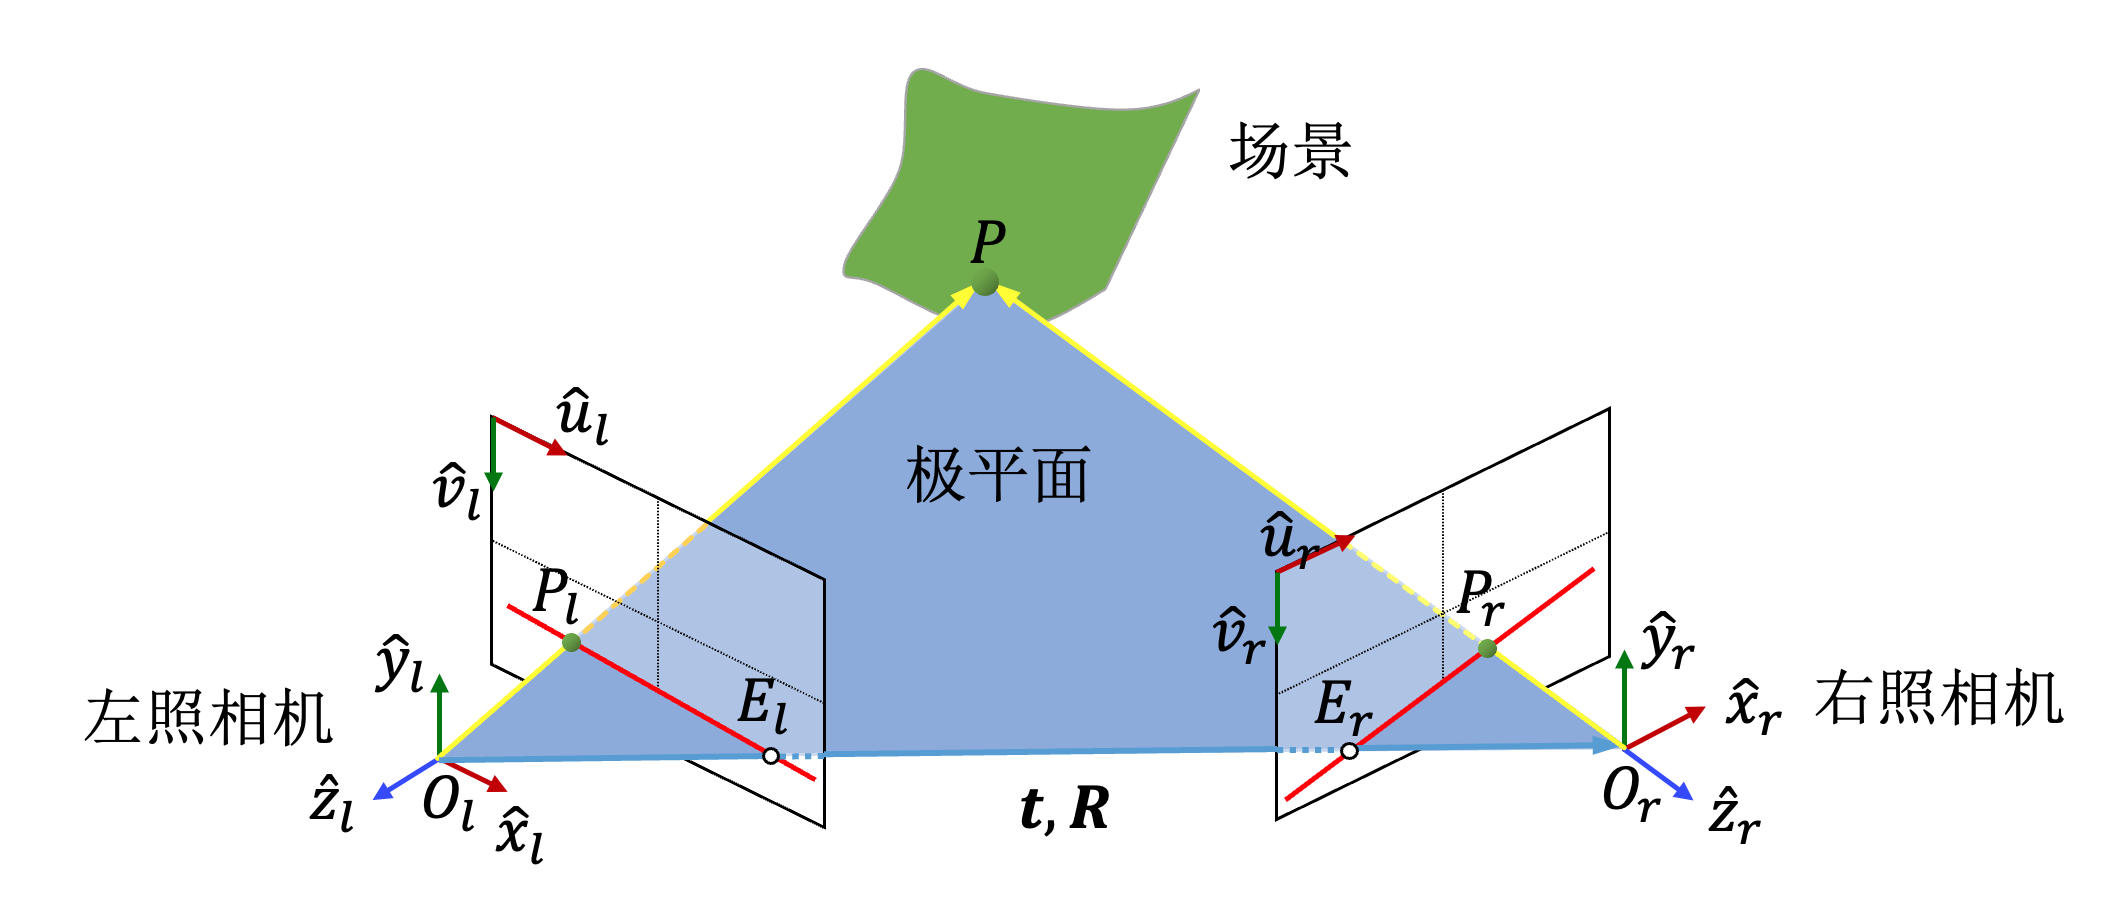 场景
P
û_l
极平面
v̂_l
û_r
P_l
P_r
v̂_r
ŷ_l
ŷ_r
E_l
E_r
左照相机
x̂_r
右照相机
ẑ_l
O_l
x̂_l
t, R
O_r
ẑ_r